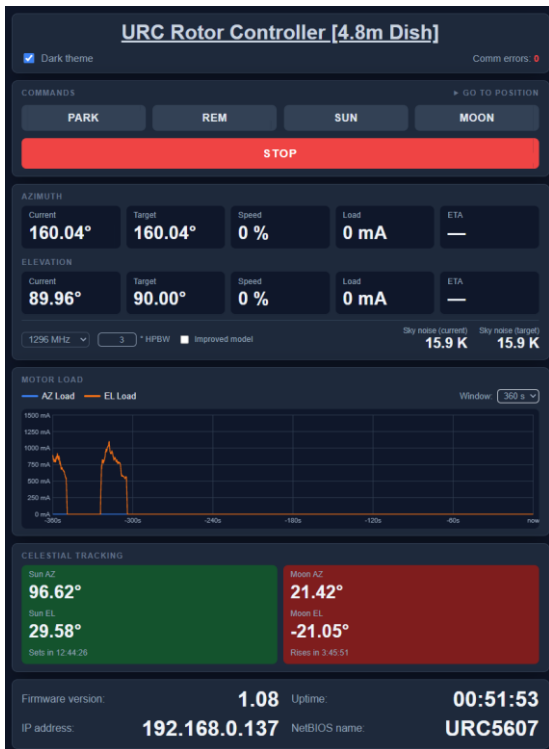 URC Rotor Controller [4.8m Dish]
Dark theme
Comm errors: 0
COMMANDS
▸ GO TO POSITION
PARK
REM
SUN
MOON
STOP
AZIMUTH
Current
Target
Speed
Load
ETA
160.04°
160.04°
0 %
0 mA
—
ELEVATION
Current
Target
Speed
Load
ETA
89.96°
90.00°
0 %
0 mA
—
1296 MHz
3
° HPBW
Improved model
Sky noise (current)
15.9 K
Sky noise (target)
15.9 K
MOTOR LOAD
AZ Load
EL Load
Window: 360 s
1500 mA
1250 mA
1000 mA
750 mA
500 mA
250 mA
0 mA
-360s
-300s
-240s
-180s
-120s
-60s
now
CELESTIAL TRACKING
Sun AZ
96.62°
Sun EL
29.58°
Sets in 12:44:26
Moon AZ
21.42°
Moon EL
-21.05°
Rises in 3:45:51
Firmware version: 1.08
Uptime: 00:51:53
IP address: 192.168.0.137
NetBIOS name: URC5607